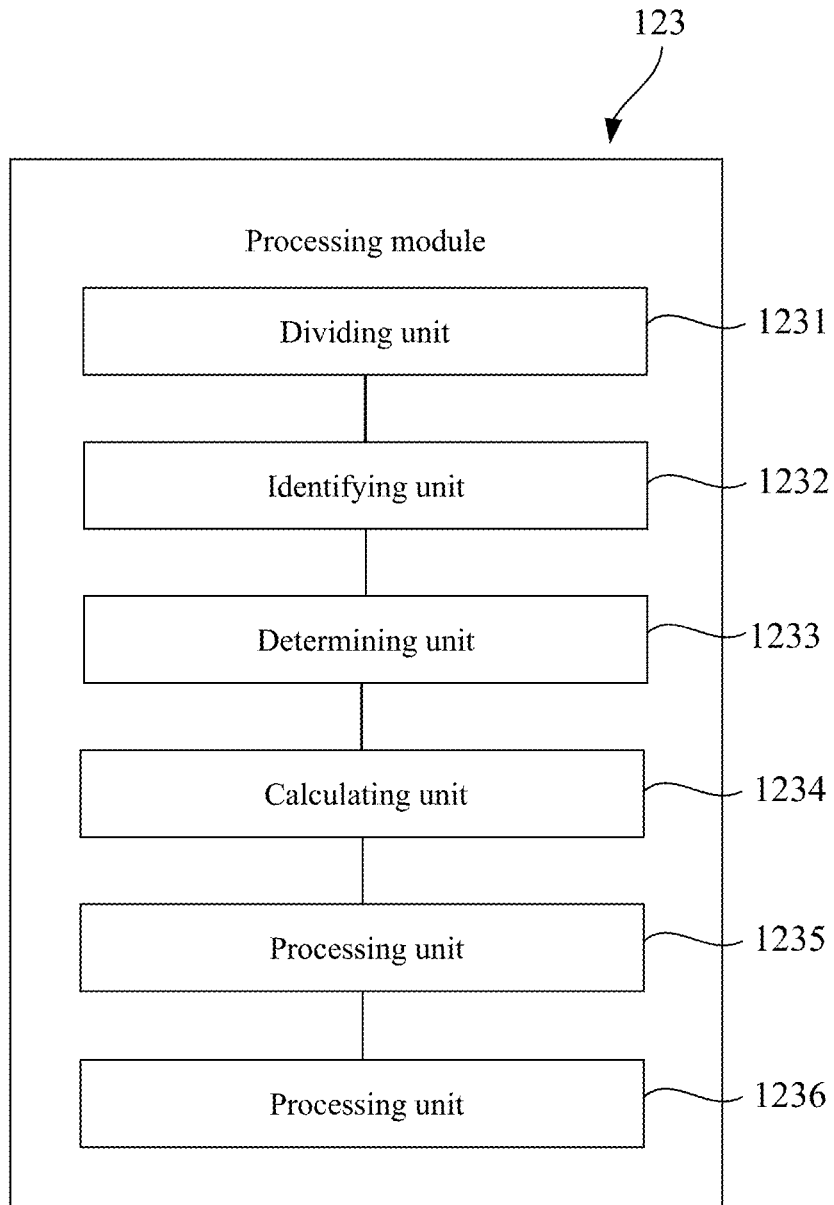 123
Processing module
Dividing unit
1231
Identifying unit
1232
Determining unit
1233
Calculating unit
1234
Processing unit
1235
Processing unit
1236